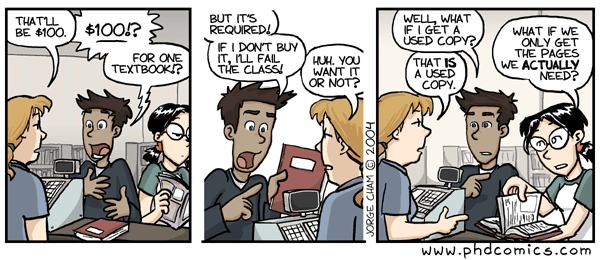 THAT'LL
BE $100.
$100!?
FOR ONE
TEXTBOOK!?
BUT IT'S
REQUIRED!
IF I DON'T BUY
IT, I'LL FAIL
THE CLASS!
HUH. YOU
WANT IT
OR NOT?
JORGE CHAM © 2004
WELL, WHAT
IF I GET A
USED COPY?
THAT IS
A USED
COPY.
WHAT IF WE
ONLY GET
THE PAGES
WE ACTUALLY
NEED?
www.phdcomics.com